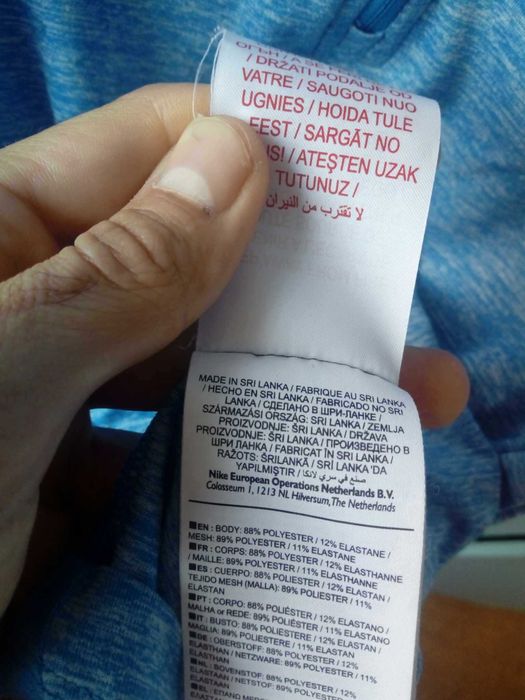 / DRŽATI PODALJE OD
VATRE / SAUGOTI NUO
UGNIES / HOIDA TULE
EEST / SARGĀT NO
! / ATEŞTEN UZAK
TUTUNUZ /
لا تقترب من النيران
MADE IN SRI LANKA / FABRIQUE AU SRI LANKA
/ HECHO EN SRI LANKA / FABRICADO NO SRI
LANKA / СДЕЛАНО В ШРИ-ЛАНКЕ /
SZÁRMAZÁSI ORSZÁG: SRI LANKA / ZEMLJA
PROIZVODNJE: ŠRI LANKA / DRŽAVA
PROIZVODNJE: ŠRI LANKA / ПРОИЗВЕДЕНО В
ШРИ ЛАНКА / FABRICAT ÎN SRI LANKA /
RAŽOTS: ŠRILANKĀ / SRİ LANKA 'DA
YAPILMIŞTIR / صنع في سري لانكا
Nike European Operations Netherlands B.V.
Colosseum 1, 1213 NL Hilversum, The Netherlands
EN : BODY: 88% POLYESTER / 12% ELASTANE /
MESH: 89% POLYESTER / 11% ELASTANE
FR : CORPS: 88% POLYESTER / 12% ELASTHANNE
/ MAILLE: 89% POLYESTER / 11% ELASTHANNE
ES : CUERPO: 88% POLIESTER / 12% ELASTAN /
TEJIDO MESH (MALLA): 89% POLIESTER / 11%
ELASTAN
PT : CORPO: 88% POLIÉSTER / 12% ELASTANO /
MALHA or REDE: 89% POLIÉSTER / 11% ELASTANO
IT : BUSTO: 88% POLIESTERE / 12% ELASTAN /
MAGLIA: 89% POLIESTERE / 11% ELASTAN
DE : OBERSTOFF: 88% POLYESTER / 12%
ELASTHAN / NETZWARE: 89% POLYESTER / 11%
ELASTHAN
NL : BOVENSTOF: 88% POLYESTER / 12%
ELASTAAN / NETSTOF: 89% POLYESTER / 11%
ELASTAAN